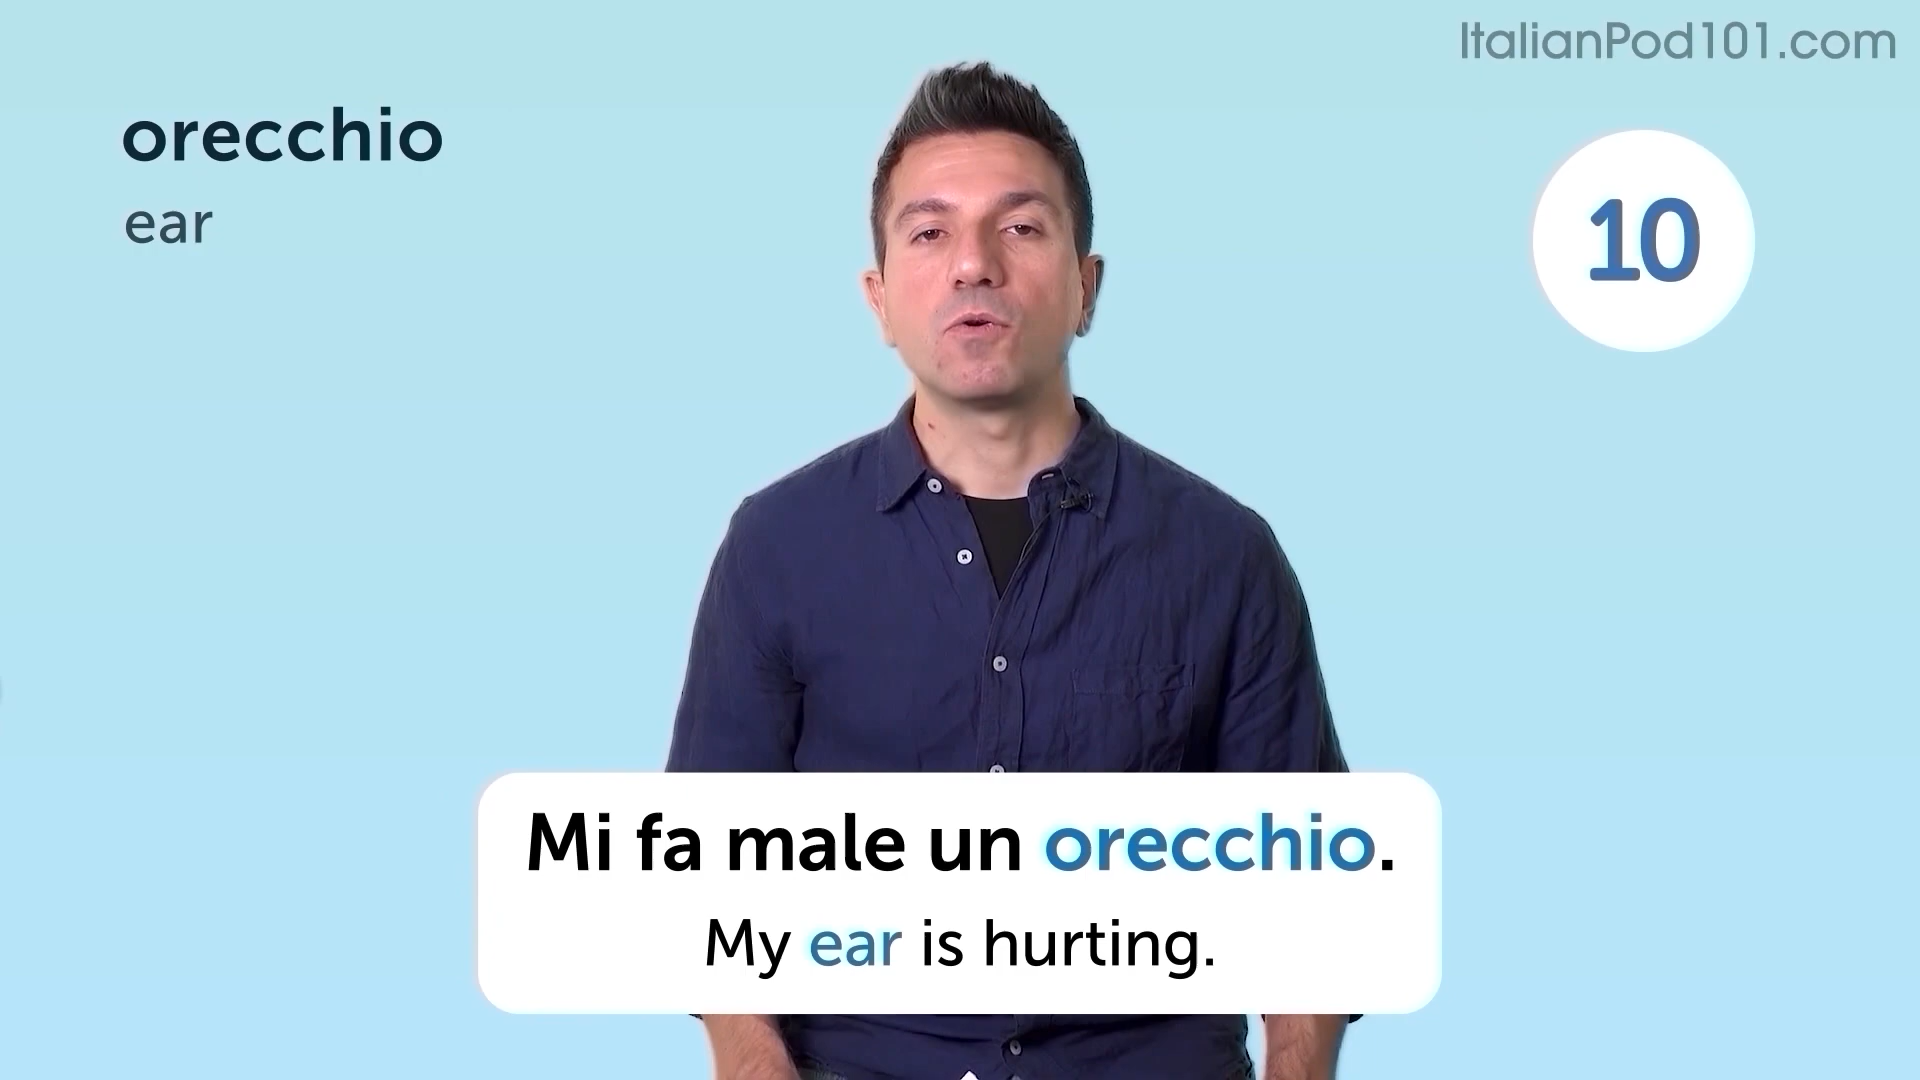 ItalianPod101.com
orecchio
ear
10
Mi fa male un orecchio.
My ear is hurting.